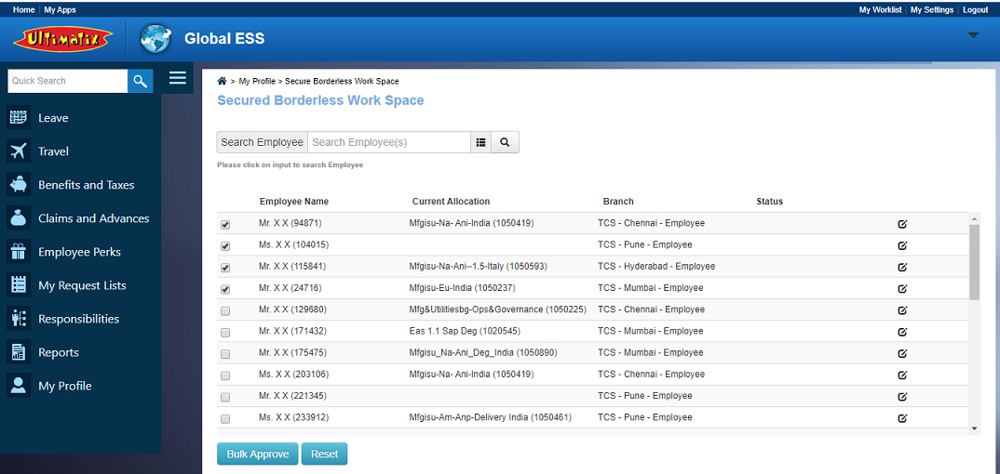 Home My Apps My Worklist My Settings Logout
UlTiMaTix Global ESS
Quick Search
Leave
Travel
Benefits and Taxes
Claims and Advances
Employee Perks
My Request Lists
Responsibilities
Reports
My Profile
> My Profile > Secure Borderless Work Space
Secured Borderless Work Space
Search Employee Search Employee(s)
Please click on input to search Employee
Employee Name Current Allocation Branch Status
Mr. X X (94871) Mfgisu-Na- Ani-India (1050419) TCS - Chennai - Employee
Ms. X X (104015) TCS - Pune - Employee
Mr. X X (115841) Mfgisu-Na-Ani--1.5-Italy (1050593) TCS - Hyderabad - Employee
Mr. X X (24716) Mfgisu-Eu-India (1050237) TCS - Mumbai - Employee
Mr. X X (129680) Mfg&Utilitiesbg-Ops&Governance (1050225) TCS - Chennai - Employee
Mr. X X (171432) Eas 1.1 Sap Deg (1020545) TCS - Mumbai - Employee
Mr. X X (175475) Mfgisu_Na-Ani_Deg_India (1050890) TCS - Mumbai - Employee
Ms. X X (203106) Mfgisu-Na- Ani-India (1050419) TCS - Chennai - Employee
Mr. X X (221345) TCS - Pune - Employee
Ms. X X (233912) Mfgisu-Am-Anp-Delivery India (1050461) TCS - Pune - Employee
Bulk Approve Reset